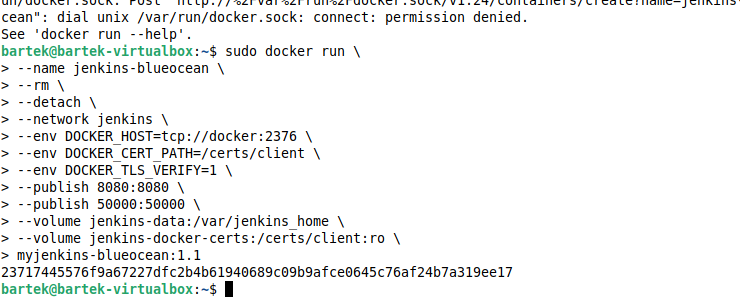 un/docker.sock: Post "http://%2Fvar%2Frun%2Fdocker.sock/v1.24/containers/create?name=jenkins-
cean": dial unix /var/run/docker.sock: connect: permission denied.
See 'docker run --help'.
bartek@bartek-virtualbox:~$ sudo docker run \
> --name jenkins-blueocean \
> --rm \
> --detach \
> --network jenkins \
> --env DOCKER_HOST=tcp://docker:2376 \
> --env DOCKER_CERT_PATH=/certs/client \
> --env DOCKER_TLS_VERIFY=1 \
> --publish 8080:8080 \
> --publish 50000:50000 \
> --volume jenkins-data:/var/jenkins_home \
> --volume jenkins-docker-certs:/certs/client:ro \
> myjenkins-blueocean:1.1
23717445576f9a67227dfc2b4b61940689c09b9afce0645c76af24b7a319ee17
bartek@bartek-virtualbox:~$